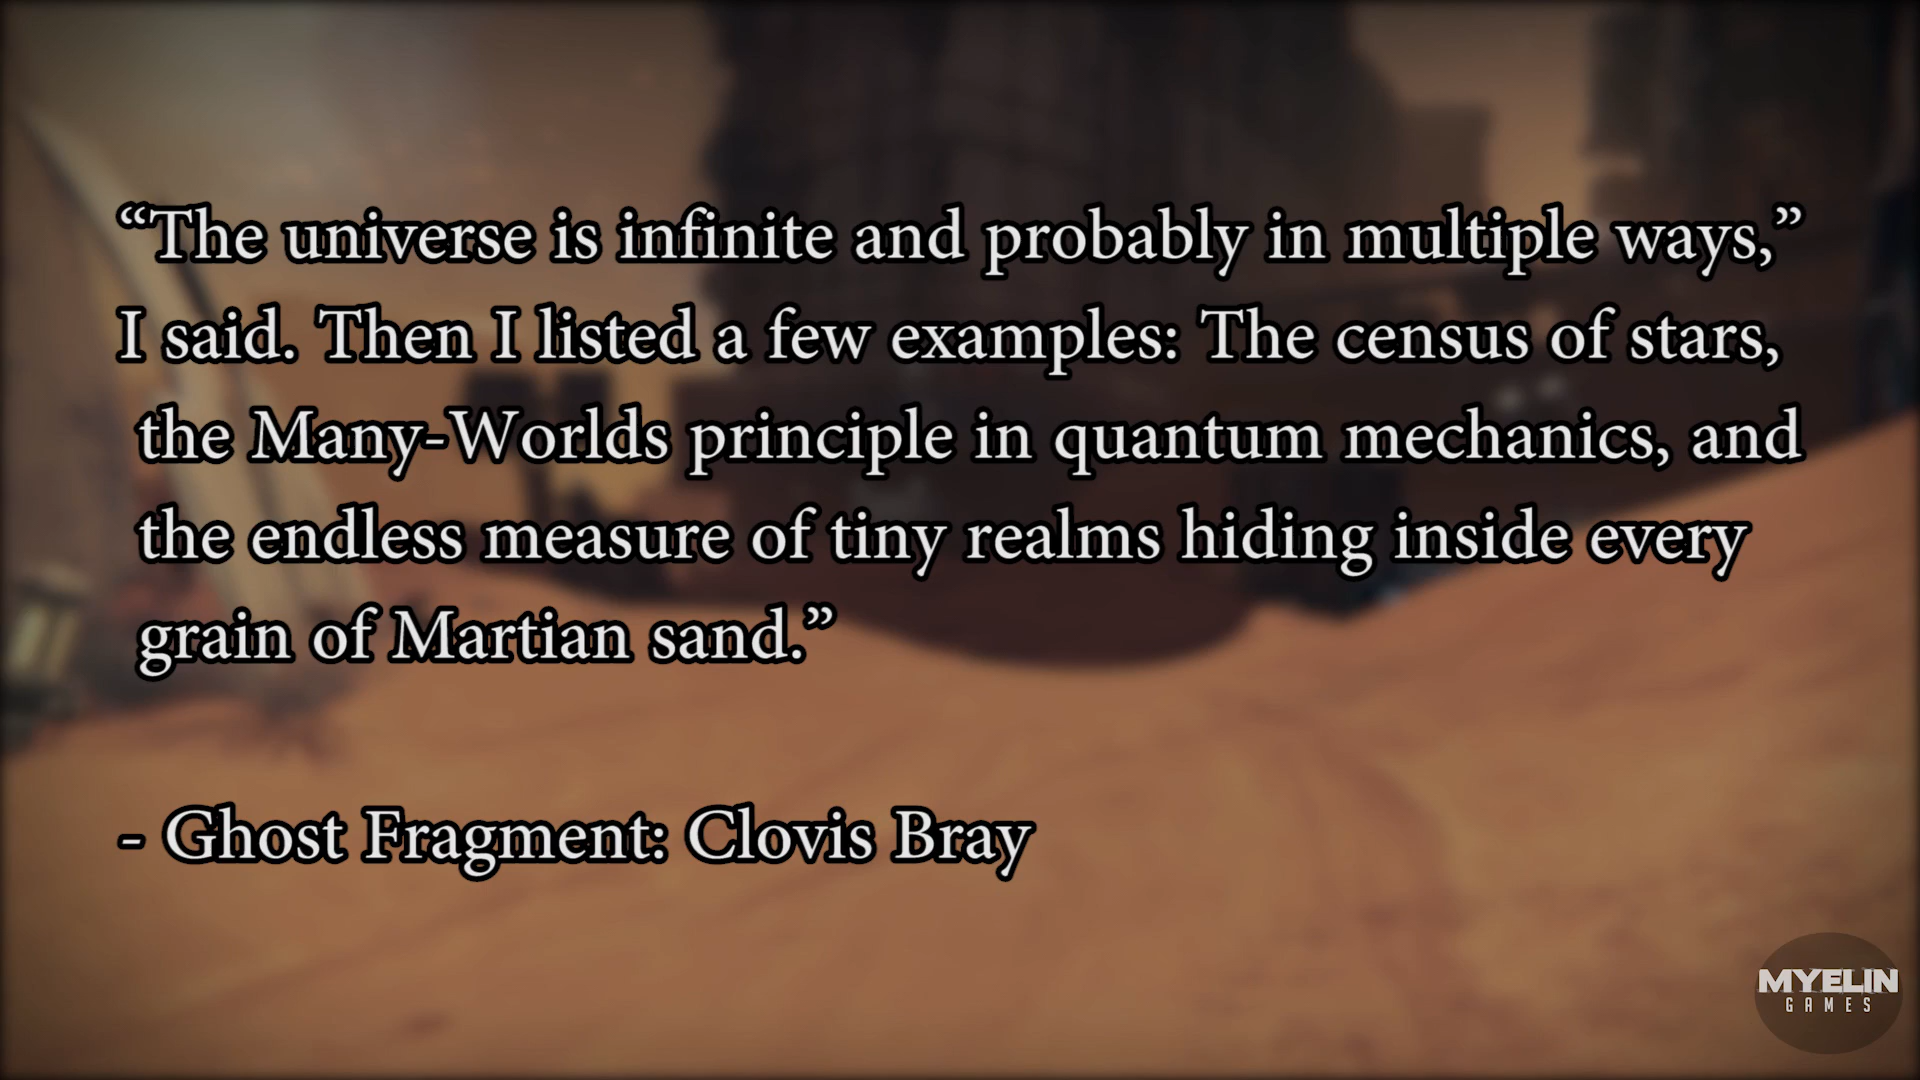 “The universe is infinite and probably in multiple ways,”
I said. Then I listed a few examples: The census of stars,
the Many-Worlds principle in quantum mechanics, and
the endless measure of tiny realms hiding inside every
grain of Martian sand.”
- Ghost Fragment: Clovis Bray
MYELIN
GAMES